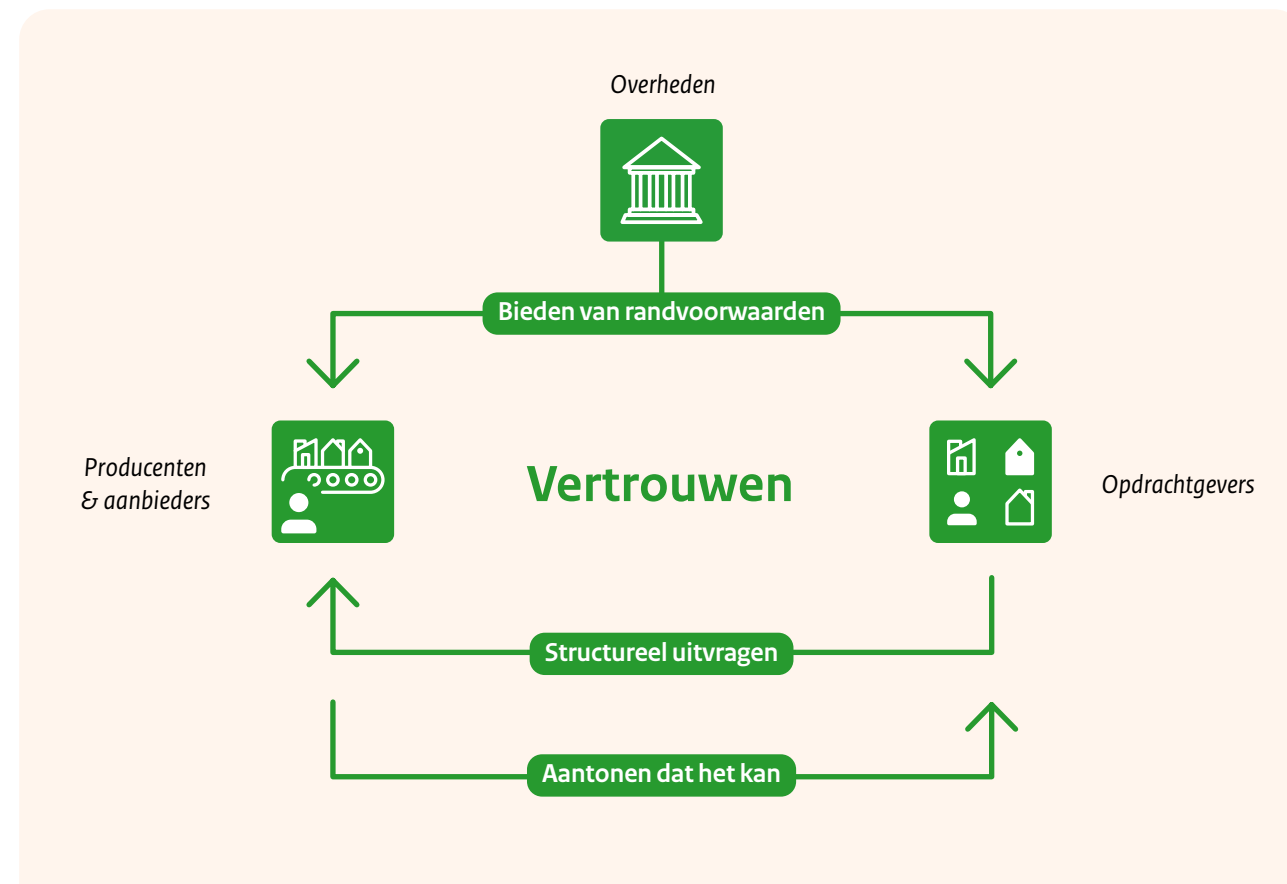 Overheden
Bieden van randvoorwaarden
Producenten
& aanbieders
Vertrouwen
Opdrachtgevers
Structureel uitvragen
Aantonen dat het kan